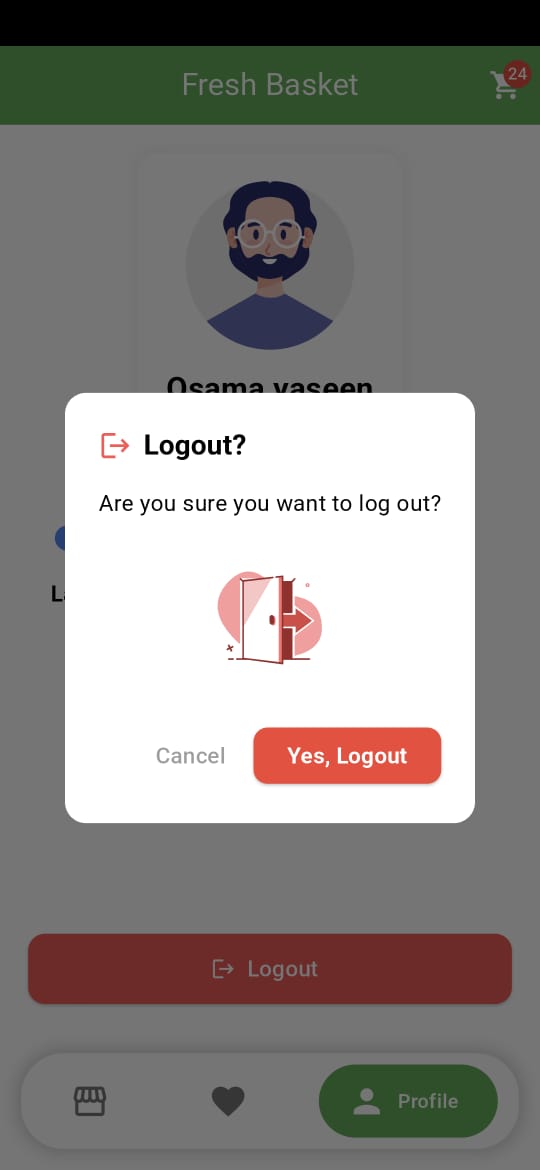 Fresh Basket
24
Osama yaseen
Logout?
Are you sure you want to log out?
Cancel
Yes, Logout
Logout
Profile